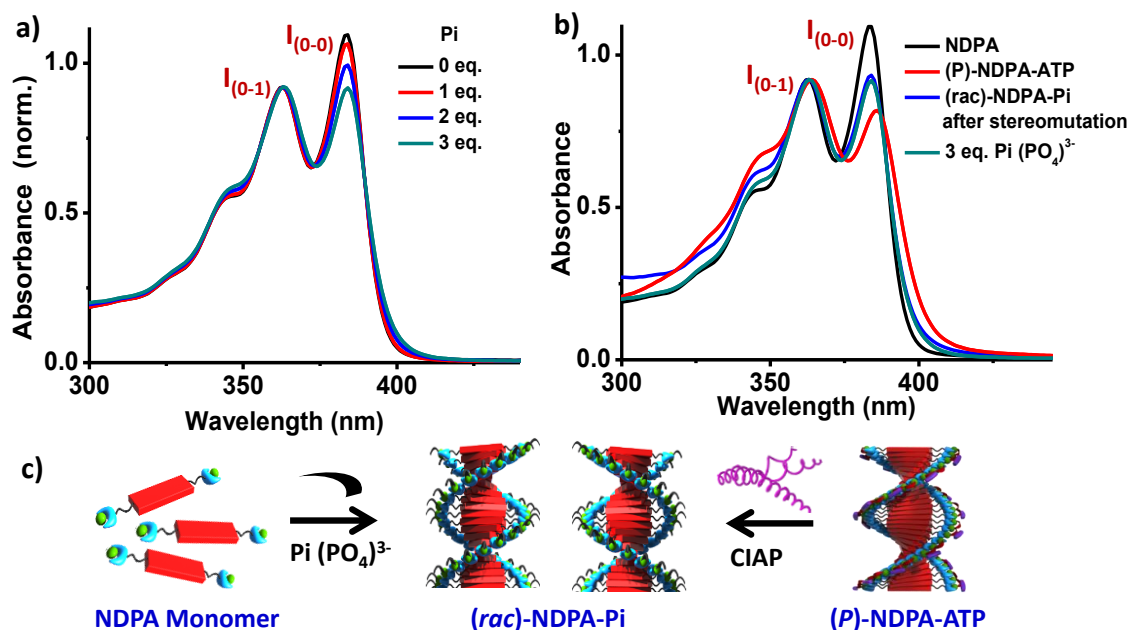 a)
I(0-0)
I(0-1)
Pi
0 eq.
1 eq.
2 eq.
3 eq.
1.0
0.5
0.0
300
350
400
Absorbance (norm.)
Wavelength (nm)
b)
I(0-0)
I(0-1)
NDPA
(P)-NDPA-ATP
(rac)-NDPA-Pi
after stereomutation
3 eq. Pi (PO4)3-
1.0
0.5
0.0
300
350
400
Absorbance
Wavelength (nm)
c)
Pi (PO4)3-
CIAP
NDPA Monomer
(rac)-NDPA-Pi
(P)-NDPA-ATP